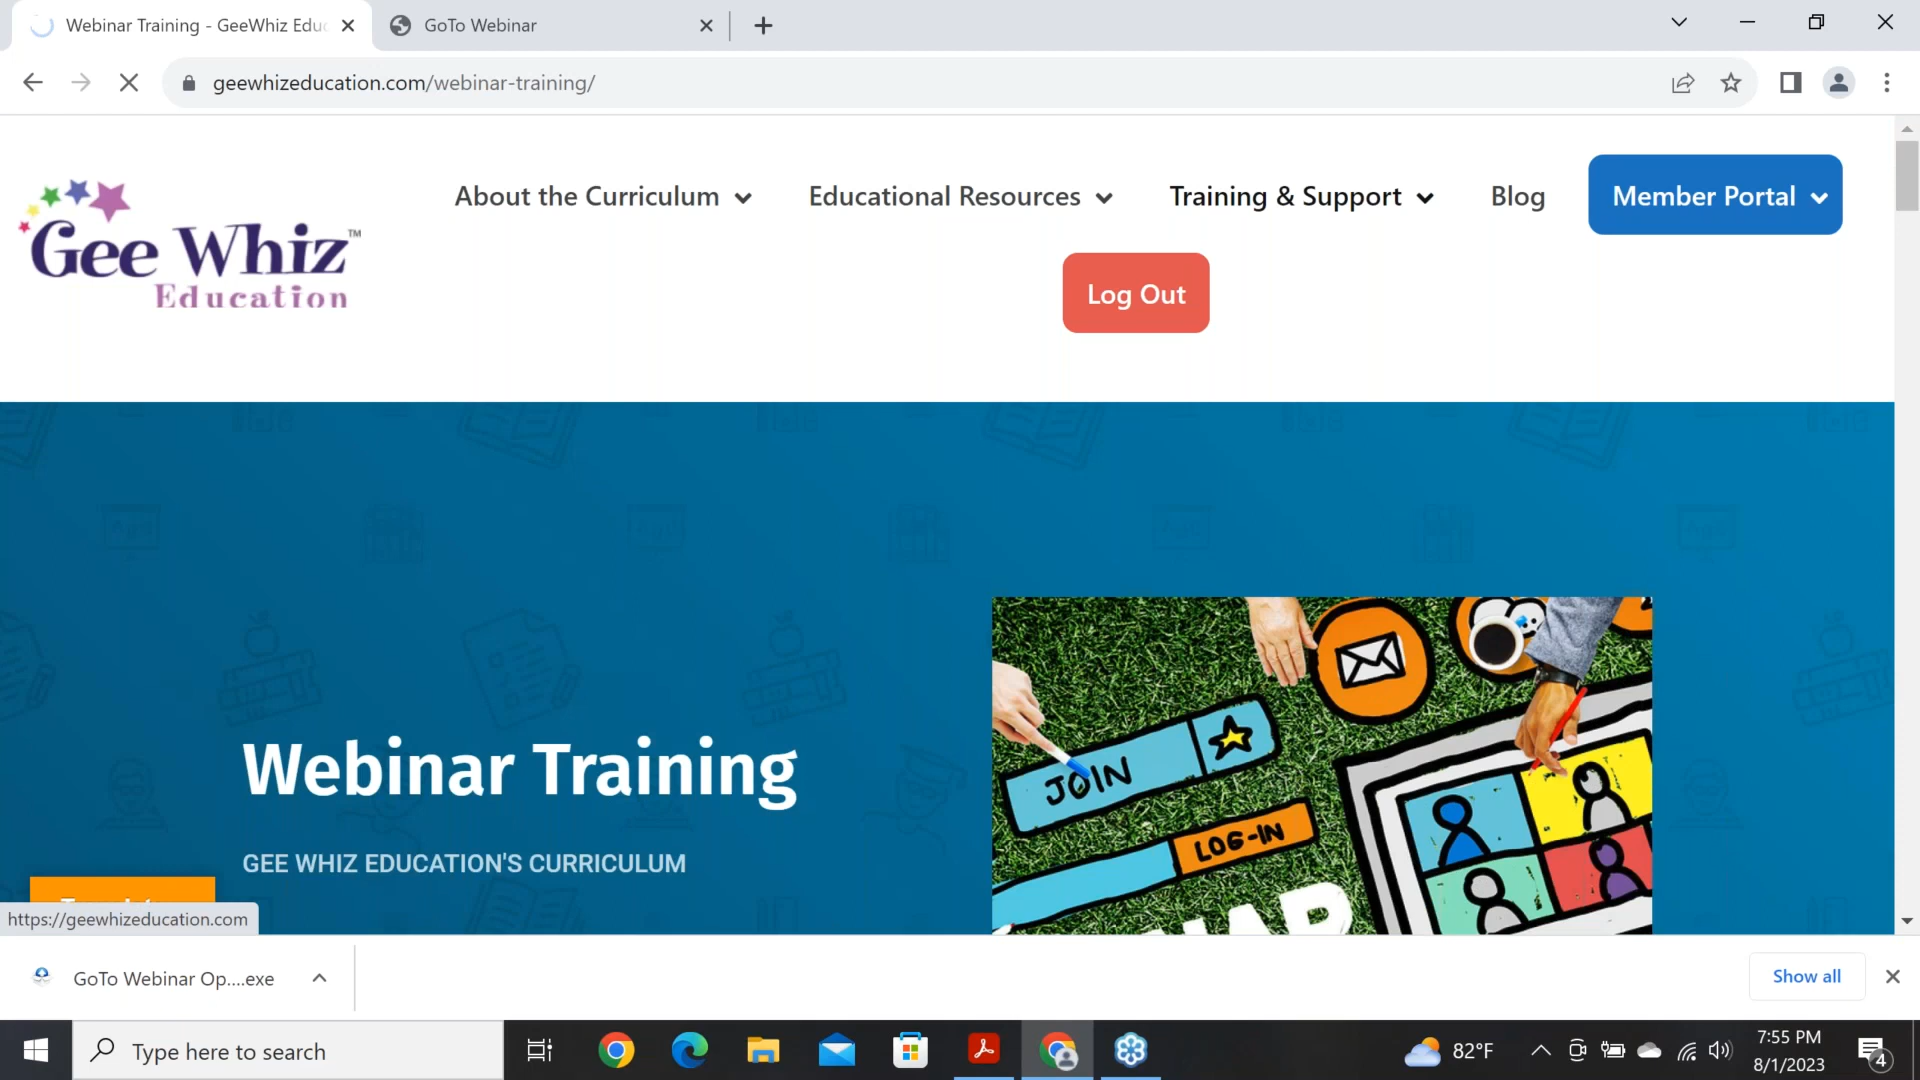 Webinar Training - GeeWhiz Educ
GoTo Webinar
geewhizeducation.com/webinar-training/
Gee Whiz™
Education
About the Curriculum
Educational Resources
Training & Support
Blog
Member Portal
Log Out
Webinar Training
GEE WHIZ EDUCATION'S CURRICULUM
JOIN
LOG-IN
https://geewhizeducation.com
GoTo Webinar Op....exe
Show all
Type here to search
82°F
7:55 PM
8/1/2023
4